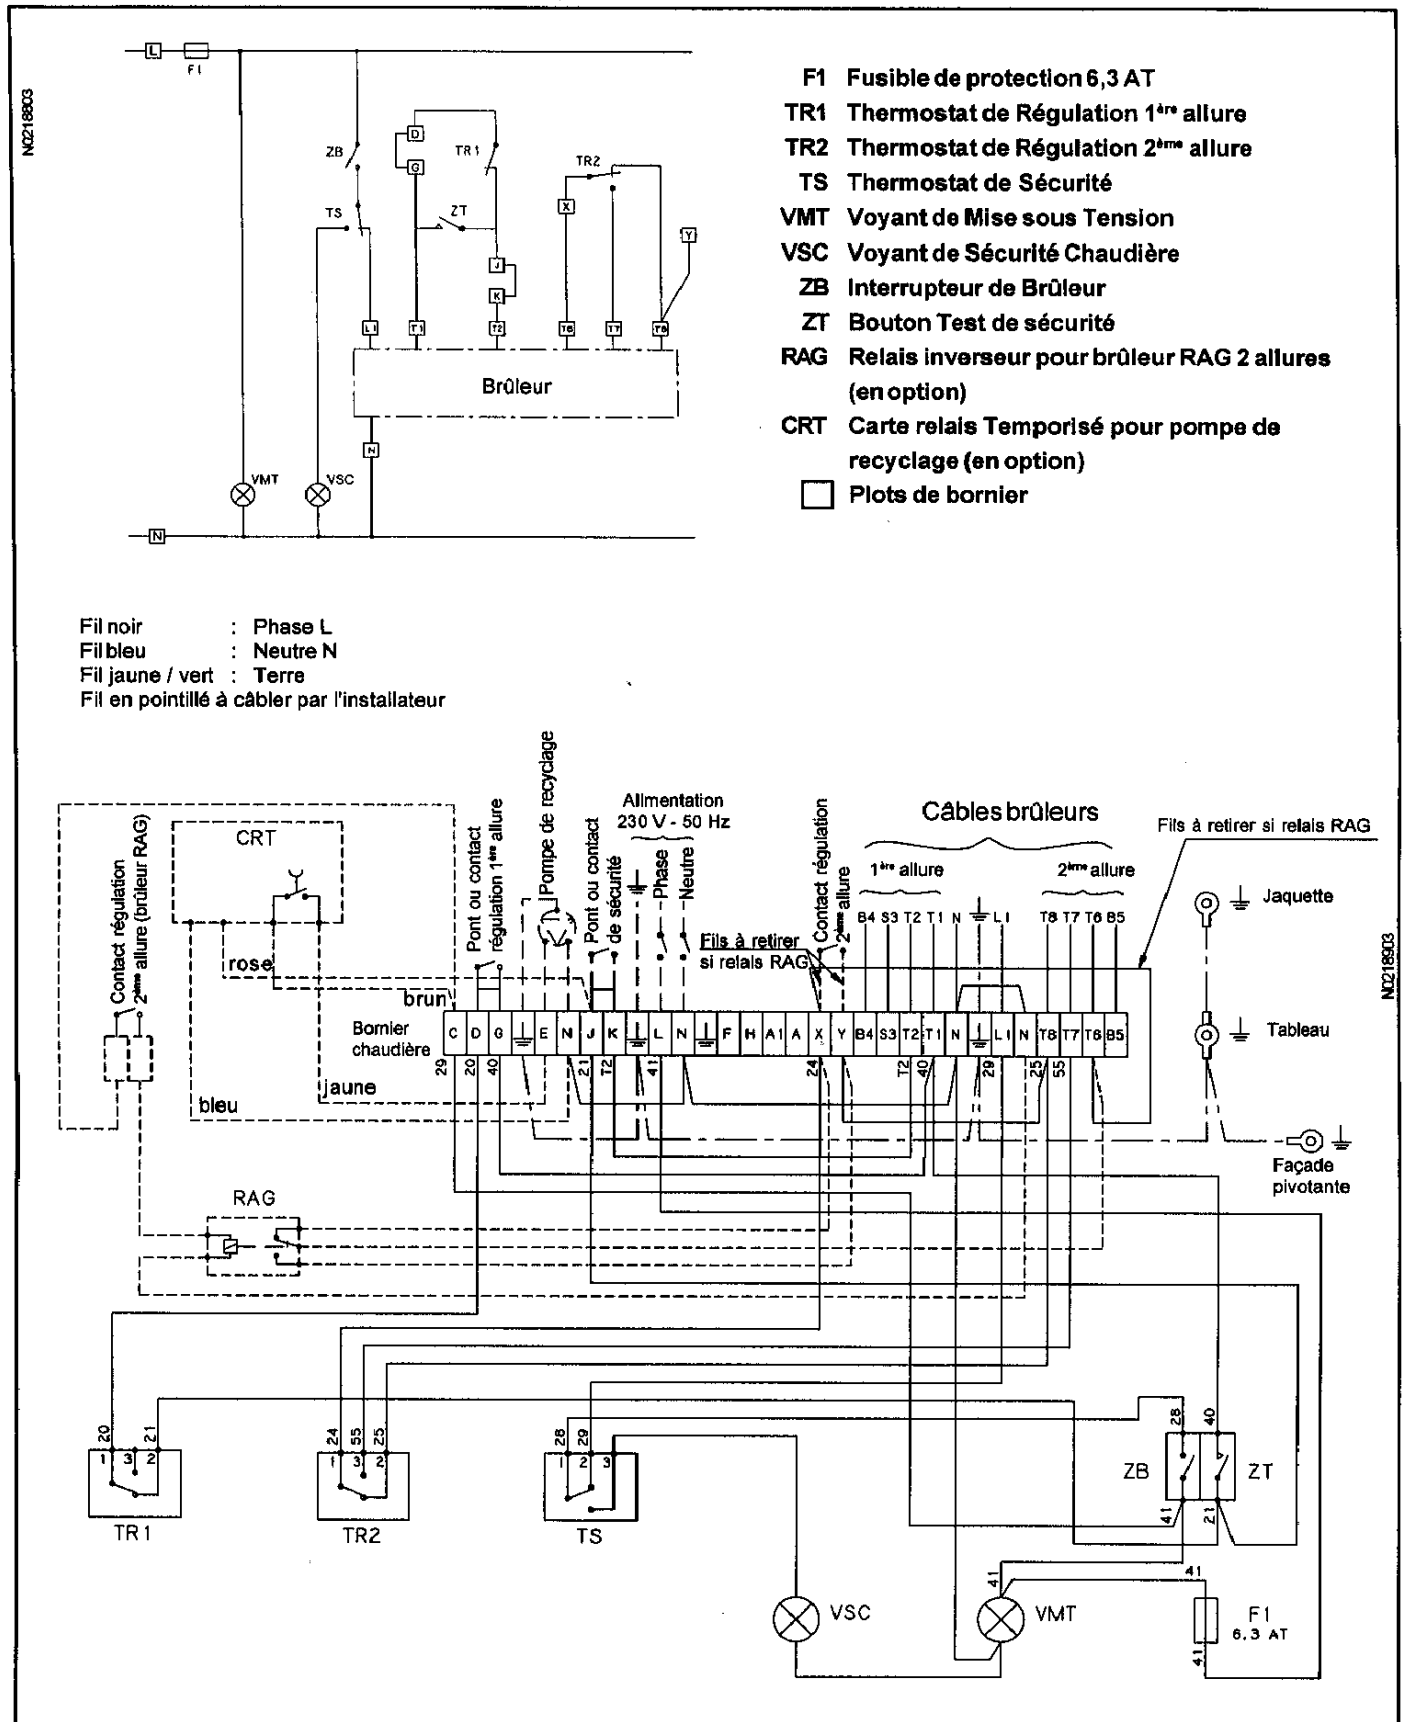 N0218803
L
F1
ZB
TS
D
G
TR1
ZT
J
K
TR2
X
Y
L1
T1
T2
T6
T7
T8
Brûleur
N
VMT
VSC
N
F1 Fusible de protection 6,3 AT
TR1 Thermostat de Régulation 1ère allure
TR2 Thermostat de Régulation 2ème allure
TS Thermostat de Sécurité
VMT Voyant de Mise sous Tension
VSC Voyant de Sécurité Chaudière
ZB Interrupteur de Brûleur
ZT Bouton Test de sécurité
RAG Relais inverseur pour brûleur RAG 2 allures
(en option)
CRT Carte relais Temporisé pour pompe de
recyclage (en option)
Plots de bornier
Fil noir : Phase L
Fil bleu : Neutre N
Fil jaune / vert : Terre
Fil en pointillé à câbler par l'installateur
Contact régulation
2ème allure (brûleur RAG)
CRT
rose
brun
Pont ou contact
régulation 1ère allure
Pompe de recyclage
Pont ou contact
de sécurité
Alimentation
230 V - 50 Hz
Phase
Neutre
Fils à retirer
si relais RAG
Contact régulation
2ème allure
Câbles brûleurs
1ère allure
2ème allure
B4 S3 T2 T1 N L1 T8 T7 T6 B5
Fils à retirer si relais RAG
Jaquette
Tableau
Façade
pivotante
N0218903
Bornier
chaudière
C D G E N J K L N F H A1 A X Y B4 S3 T2 T1 N L1 N T8 T7 T6 B5
29 20 40 21 T2 41 24 T2 40 29 25 55
jaune
bleu
RAG
20 21
1 3 2
TR1
24 55 25
1 3 2
TR2
28 29
1 2 3
TS
28 40
ZB
ZT
41 21
VSC
41
VMT
41
F1
6,3 AT
41